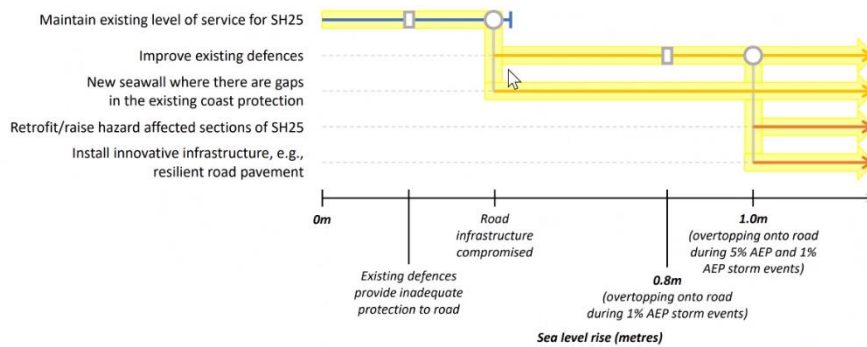 Maintain existing level of service for SH25
Improve existing defences
New seawall where there are gaps
in the existing coast protection
Retrofit/raise hazard affected sections of SH25
Install innovative infrastructure, e.g.,
resilient road pavement
0m
Road
infrastructure
compromised
1.0m
(overtopping onto road
during 5% AEP and 1%
AEP storm events)
Existing defences
provide inadequate
protection to road
0.8m
(overtopping onto road
during 1% AEP storm events)
Sea level rise (metres)